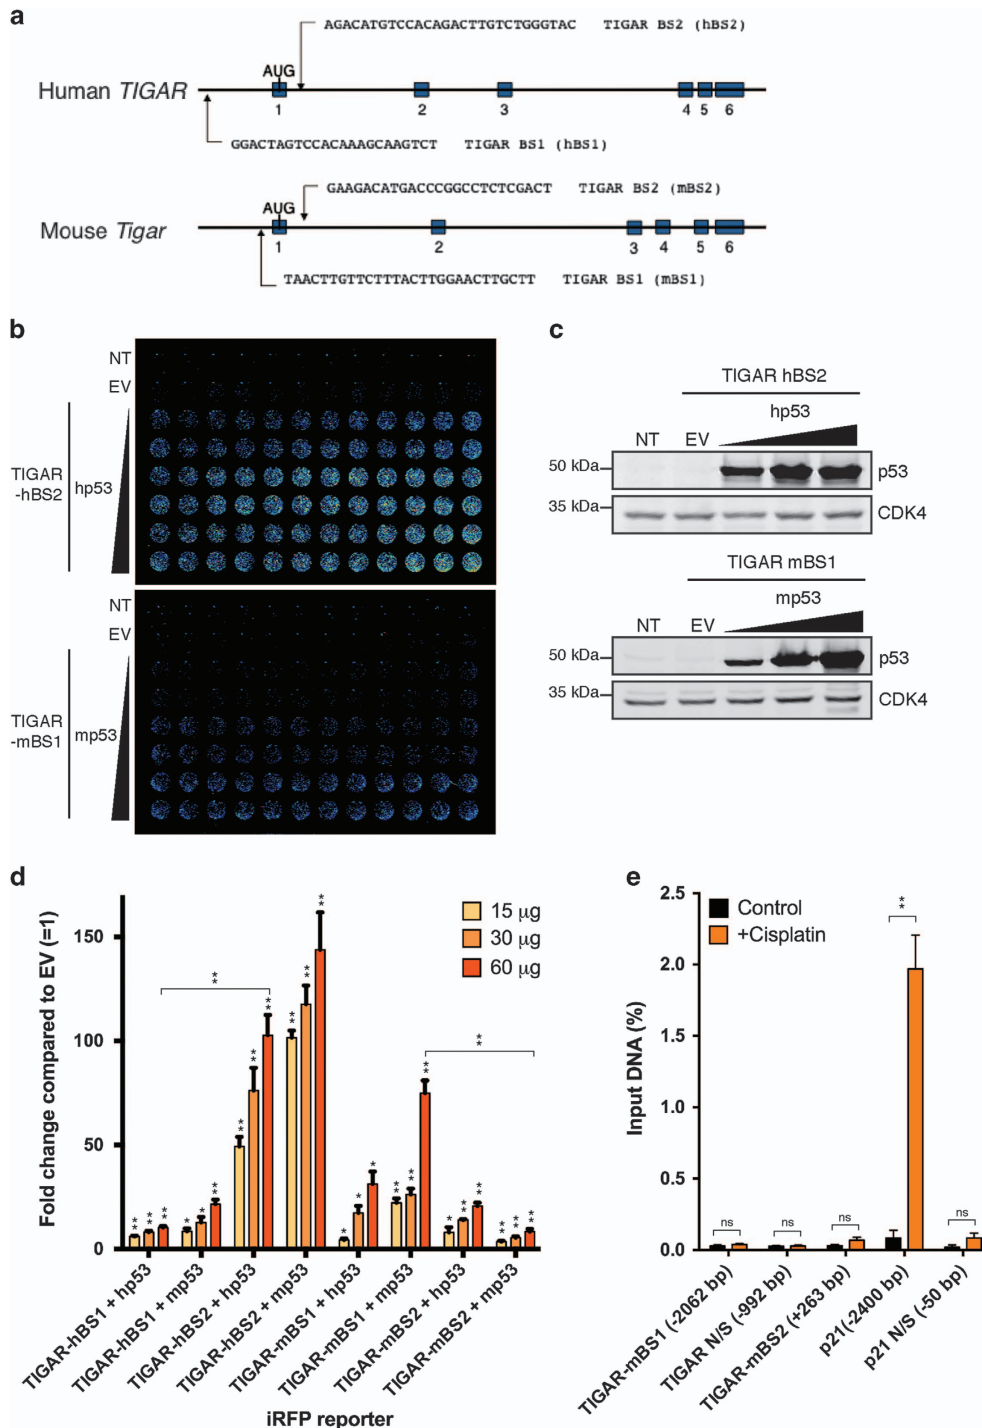 a
AGACATGTCCACAGACTTGTCTGGGTAC TIGAR BS2 (hBS2)
AUG
Human TIGAR
1 2 3 4 5 6
GGACTAGTCCACAAAGCAAGTCT TIGAR BS1 (hBS1)
GAAGACATGACCCGGCCTCTCGACT TIGAR BS2 (mBS2)
AUG
Mouse Tigar
1 2 3 4 5 6
TAACTTGTTCTTTACTTGGAACTTGCTT TIGAR BS1 (mBS1)
b
NT
EV
TIGAR
-hBS2
hp53
NT
EV
TIGAR
-mBS1
mp53
c
TIGAR hBS2
hp53
NT EV
50 kDa
p53
35 kDa
CDK4
TIGAR mBS1
mp53
NT EV
50 kDa
p53
35 kDa
CDK4
d
Fold change compared to EV (=1)
150
100
50
0
15 µg
30 µg
60 µg
** ** ** * * ** ** ** ** ** ** ** * * * ** ** ** * ** ** ** ** **
** **
TIGAR-hBS1 + hp53
TIGAR-hBS1 + mp53
TIGAR-hBS2 + hp53
TIGAR-hBS2 + mp53
TIGAR-mBS1 + hp53
TIGAR-mBS1 + mp53
TIGAR-mBS2 + hp53
TIGAR-mBS2 + mp53
iRFP reporter
e
Input DNA (%)
2.5
2.0
1.5
1.0
0.5
0.0
Control
+Cisplatin
ns ns ns ** ns
TIGAR-mBS1 (-2062 bp)
TIGAR N/S (-992 bp)
TIGAR-mBS2 (+263 bp)
p21(-2400 bp)
p21 N/S (-50 bp)